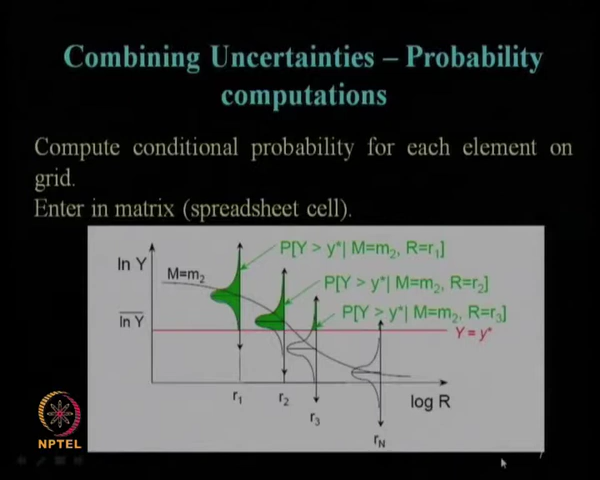 Combining Uncertainties – Probability
computations
Compute conditional probability for each element on
grid.
Enter in matrix (spreadsheet cell).
P[Y > y*| M=m2, R=r1]
ln Y
M=m2
P[Y > y*| M=m2, R=r2]
P[Y > y*| M=m2, R=r3]
ln Y
Y = y*
r1
r2
r3
rN
log R
NPTEL
7